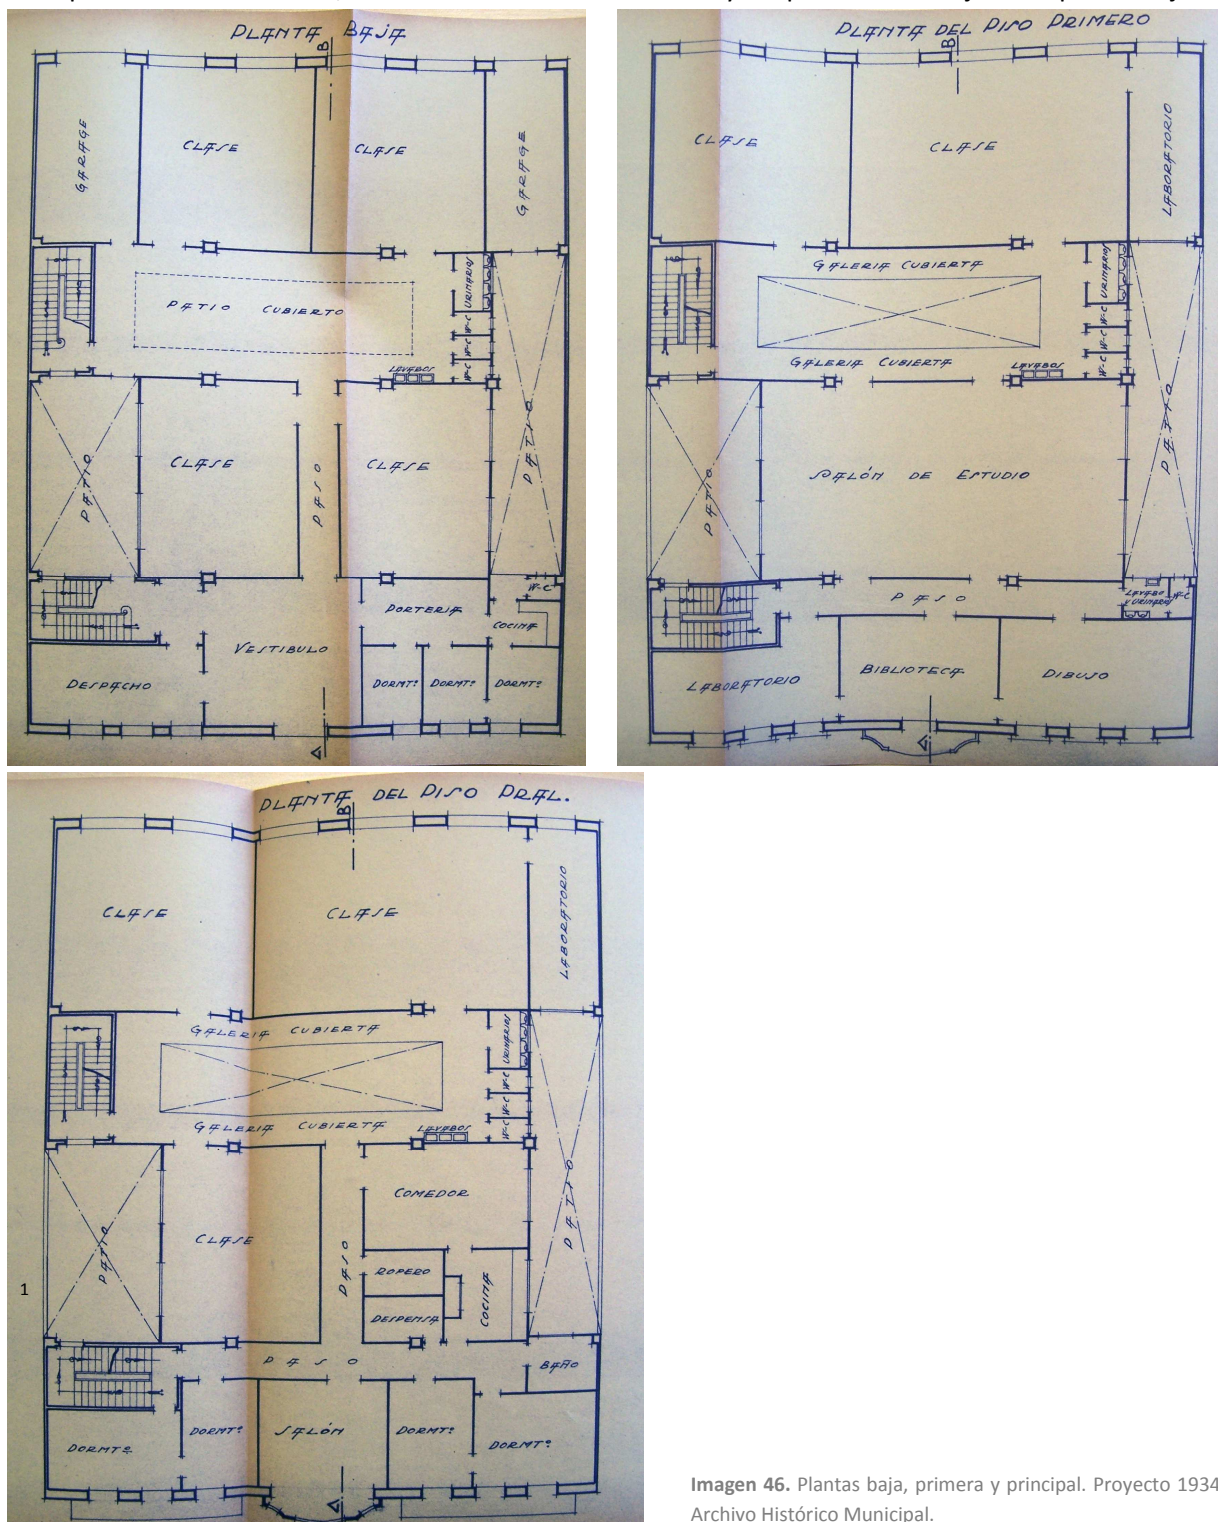 PLANTA BAJA
B
GARAGE
CLASE
CLASE
GARAGE
PATIO CUBIERTO
URINARIOS
W-C
W-C
W-C
LAVABOS
PATIO
CLASE
PASO
CLASE
PATIO
W-C
PORTERIA
COCINA
VESTIBULO
DESPACHO
DORMTº
DORMTº
DORMTº
A
PLANTA DEL PISO PRIMERO
B
CLASE
CLASE
LABORATORIO
GALERIA CUBIERTA
URINARIOS
W-C
W-C
W-C
GALERIA CUBIERTA
LAVABOS
PATIO
SALÓN DE ESTUDIO
PATIO
PASO
LAVABO
Y URINARIO
W-C
LABORATORIO
BIBLIOTECA
DIBUJO
A
PLANTA DEL PISO PRAL.
B
CLASE
CLASE
LABORATORIO
GALERIA CUBIERTA
URINARIOS
W-C
W-C
W-C
GALERIA CUBIERTA
LAVABOS
PATIO
CLASE
PASO
COMEDOR
ROPERO
DESPENSA
COCINA
PATIO
PASO
BAÑO
DORMTº
DORMTº
SALÓN
DORMTº
DORMTº
A
1
Imagen 46. Plantas baja, primera y principal. Proyecto 1934
Archivo Histórico Municipal.